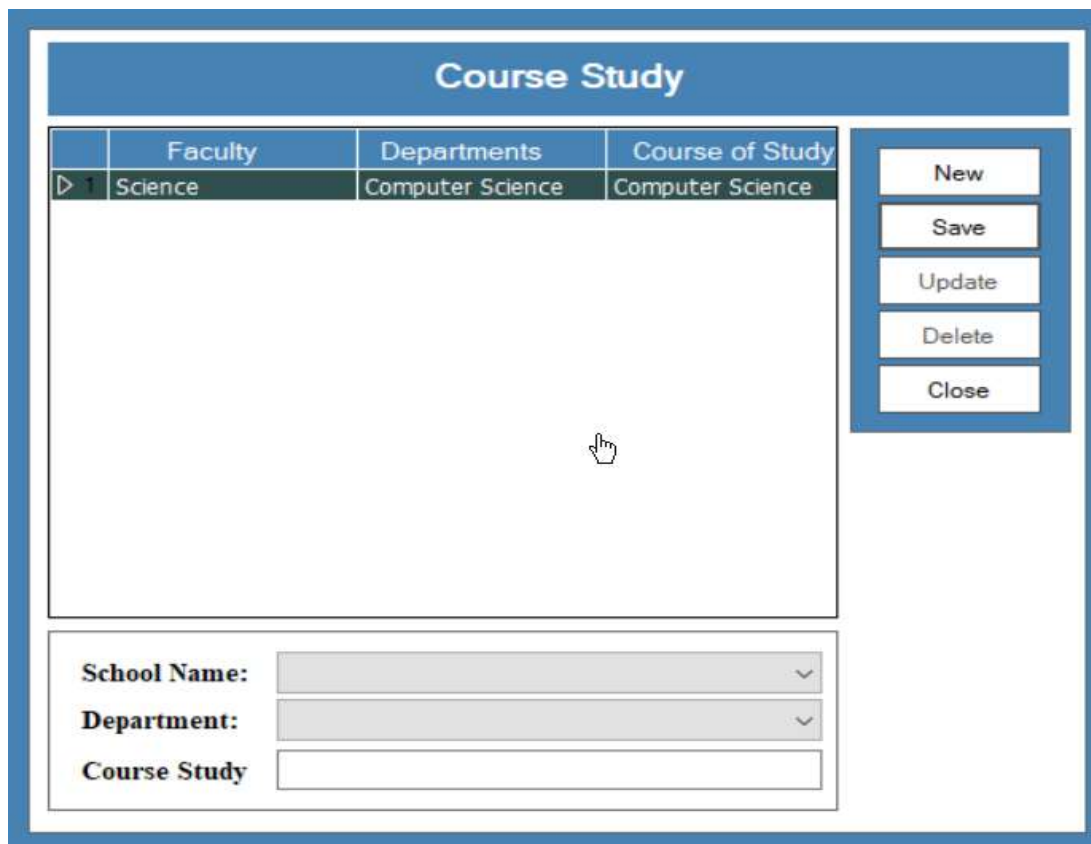 Course Study
Faculty Departments Course of Study
1 Science Computer Science Computer Science
New
Save
Update
Delete
Close
School Name:
Department:
Course Study